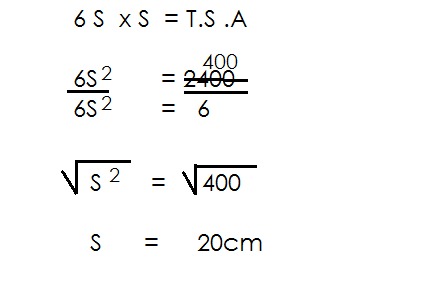 6 S x S = T.S .A
400
6S² = 2400
6S² = 6
√S² = √400
S = 20cm